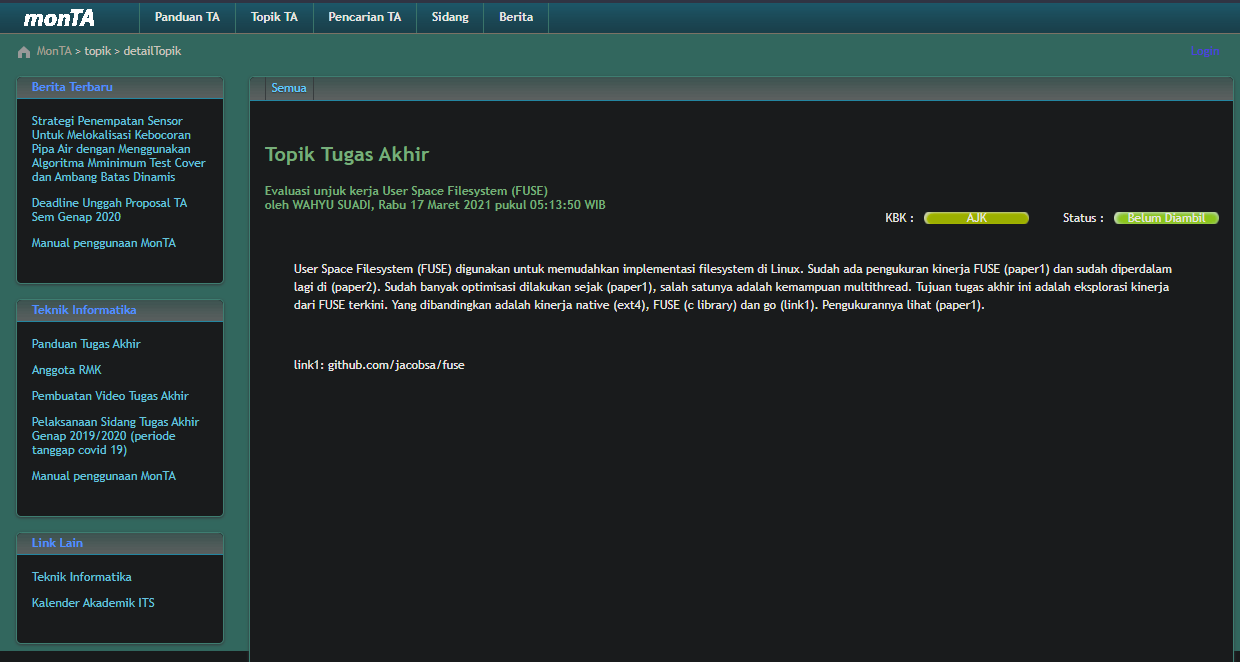 monTA
Panduan TA
Topik TA
Pencarian TA
Sidang
Berita
MonTA > topik > detailTopik
Login
Berita Terbaru
Strategi Penempatan Sensor
Untuk Melokalisasi Kebocoran
Pipa Air dengan Menggunakan
Algoritma Mminimum Test Cover
dan Ambang Batas Dinamis
Deadline Unggah Proposal TA
Sem Genap 2020
Manual penggunaan MonTA
Teknik Informatika
Panduan Tugas Akhir
Anggota RMK
Pembuatan Video Tugas Akhir
Pelaksanaan Sidang Tugas Akhir
Genap 2019/2020 (periode
tanggap covid 19)
Manual penggunaan MonTA
Link Lain
Teknik Informatika
Kalender Akademik ITS
Semua
Topik Tugas Akhir
Evaluasi unjuk kerja User Space Filesystem (FUSE)
oleh WAHYU SUADI, Rabu 17 Maret 2021 pukul 05:13:50 WIB
KBK : AJK Status : Belum Diambil
User Space Filesystem (FUSE) digunakan untuk memudahkan implementasi filesystem di Linux. Sudah ada pengukuran kinerja FUSE (paper1) dan sudah diperdalam
lagi di (paper2). Sudah banyak optimisasi dilakukan sejak (paper1), salah satunya adalah kemampuan multithread. Tujuan tugas akhir ini adalah eksplorasi kinerja
dari FUSE terkini. Yang dibandingkan adalah kinerja native (ext4), FUSE (c library) dan go (link1). Pengukurannya lihat (paper1).
link1: github.com/jacobsa/fuse